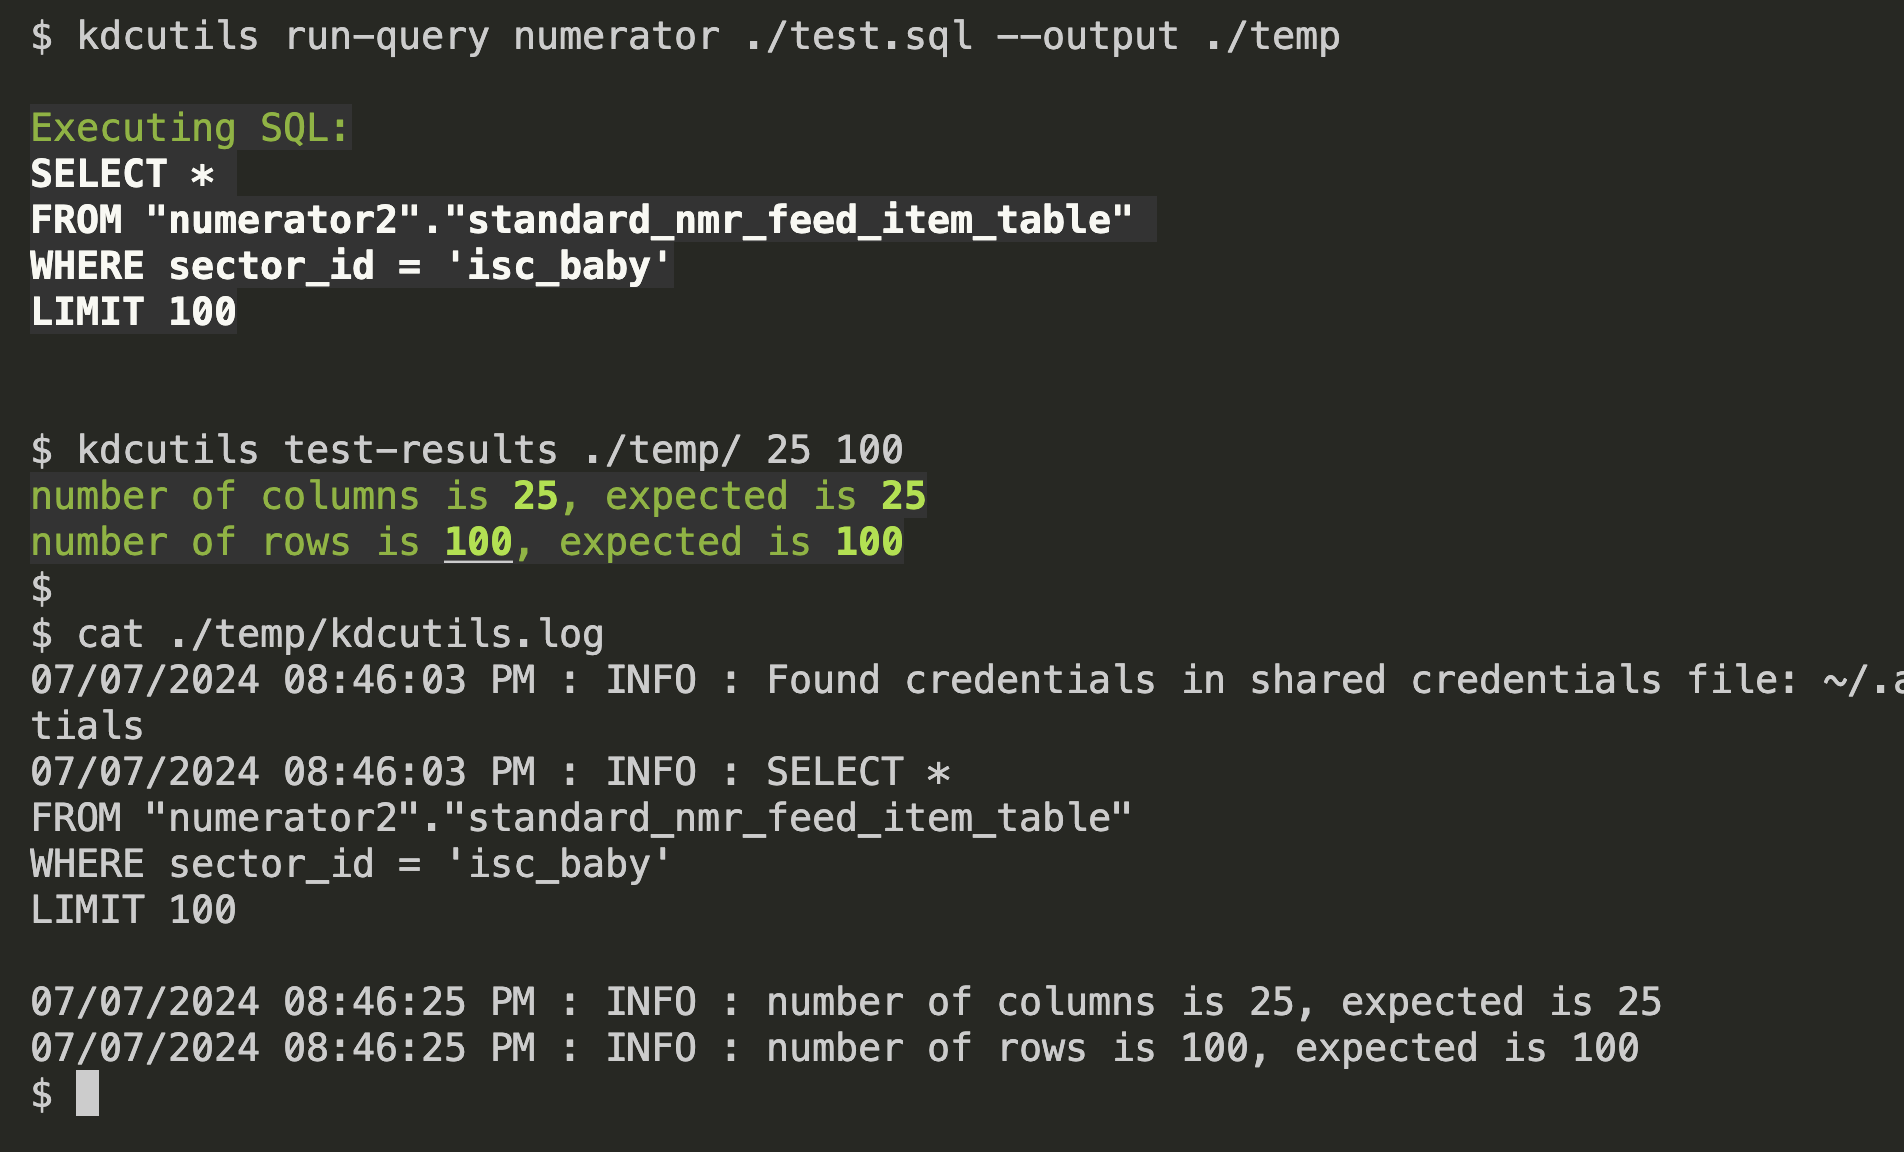 $ kdcutils run-query numerator ./test.sql --output ./temp
Executing SQL:
SELECT *
FROM "numerator2"."standard_nmr_feed_item_table"
WHERE sector_id = 'isc_baby'
LIMIT 100
$ kdcutils test-results ./temp/ 25 100
number of columns is 25, expected is 25
number of rows is 100, expected is 100
$
$ cat ./temp/kdcutils.log
07/07/2024 08:46:03 PM : INFO : Found credentials in shared credentials file: ~/.a
tials
07/07/2024 08:46:03 PM : INFO : SELECT *
FROM "numerator2"."standard_nmr_feed_item_table"
WHERE sector_id = 'isc_baby'
LIMIT 100
07/07/2024 08:46:25 PM : INFO : number of columns is 25, expected is 25
07/07/2024 08:46:25 PM : INFO : number of rows is 100, expected is 100
$